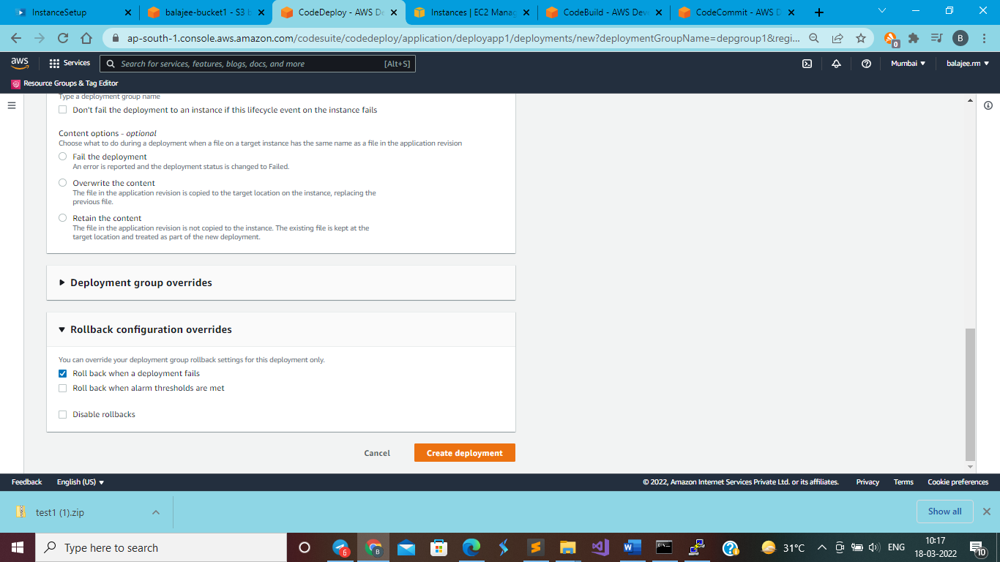 InstanceSetup
balajee-bucket1 - S3 b
CodeDeploy - AWS De
Instances | EC2 Manag
CodeBuild - AWS Deve
CodeCommit - AWS D
ap-south-1.console.aws.amazon.com/codesuite/codedeploy/application/deployapp1/deployments/new?deploymentGroupName=depgroup1&regi...
0
B
aws
Services
Search for services, features, blogs, docs, and more
[Alt+S]
Mumbai
balajee.rm
Resource Groups & Tag Editor
Type a deployment group name
Don't fail the deployment to an instance if this lifecycle event on the instance fails
Content options - optional
Choose what to do during a deployment when a file on a target instance has the same name as a file in the application revision
Fail the deployment
An error is reported and the deployment status is changed to Failed.
Overwrite the content
The file in the application revision is copied to the target location on the instance, replacing the
previous file.
Retain the content
The file in the application revision is not copied to the instance. The existing file is kept at the
target location and treated as part of the new deployment.
Deployment group overrides
Rollback configuration overrides
You can override your deployment group rollback settings for this deployment only.
Roll back when a deployment fails
Roll back when alarm thresholds are met
Disable rollbacks
Cancel
Create deployment
Feedback
English (US)
© 2022, Amazon Internet Services Private Ltd. or its affiliates.
Privacy
Terms
Cookie preferences
test1 (1).zip
Show all
Type here to search
6
B
31°C
ENG
10:17
18-03-2022
10